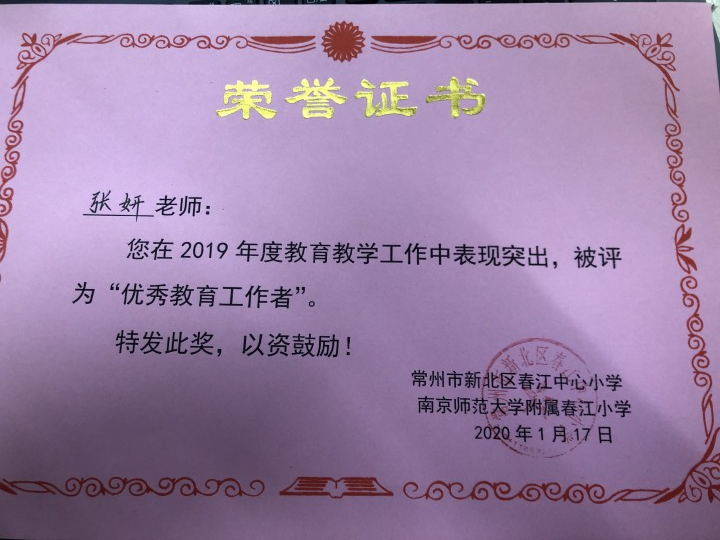 荣誉证书
张妍老师：
您在2019年度教育教学工作中表现突出，被评
为“优秀教育工作者”。
特发此奖，以资鼓励！
常州市新北区春江中心小学
南京师范大学附属春江小学
2020年1月17日